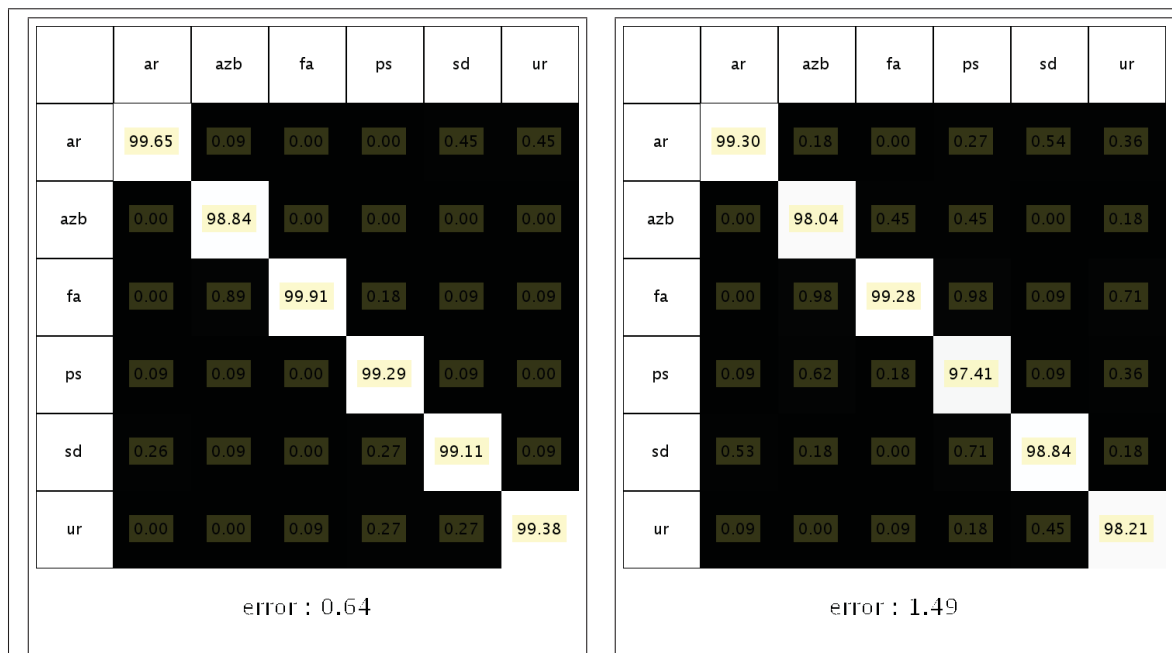 ar azb fa ps sd ur
ar 99.65 0.09 0.00 0.00 0.45 0.45
azb 0.00 98.84 0.00 0.00 0.00 0.00
fa 0.00 0.89 99.91 0.18 0.09 0.09
ps 0.09 0.09 0.00 99.29 0.09 0.00
sd 0.26 0.09 0.00 0.27 99.11 0.09
ur 0.00 0.00 0.09 0.27 0.27 99.38
error : 0.64
ar azb fa ps sd ur
ar 99.30 0.18 0.00 0.27 0.54 0.36
azb 0.00 98.04 0.45 0.45 0.00 0.18
fa 0.00 0.98 99.28 0.98 0.09 0.71
ps 0.09 0.62 0.18 97.41 0.09 0.36
sd 0.53 0.18 0.00 0.71 98.84 0.18
ur 0.09 0.00 0.09 0.18 0.45 98.21
error : 1.49